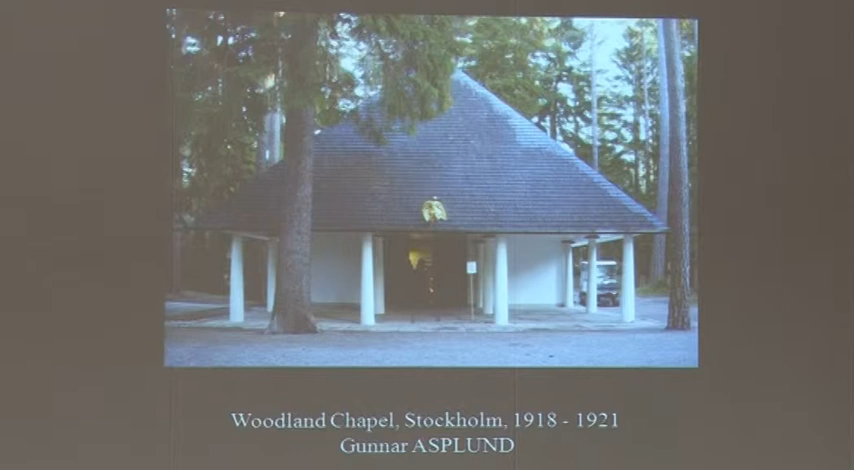 Woodland Chapel, Stockholm, 1918 - 1921
Gunnar ASPLUND